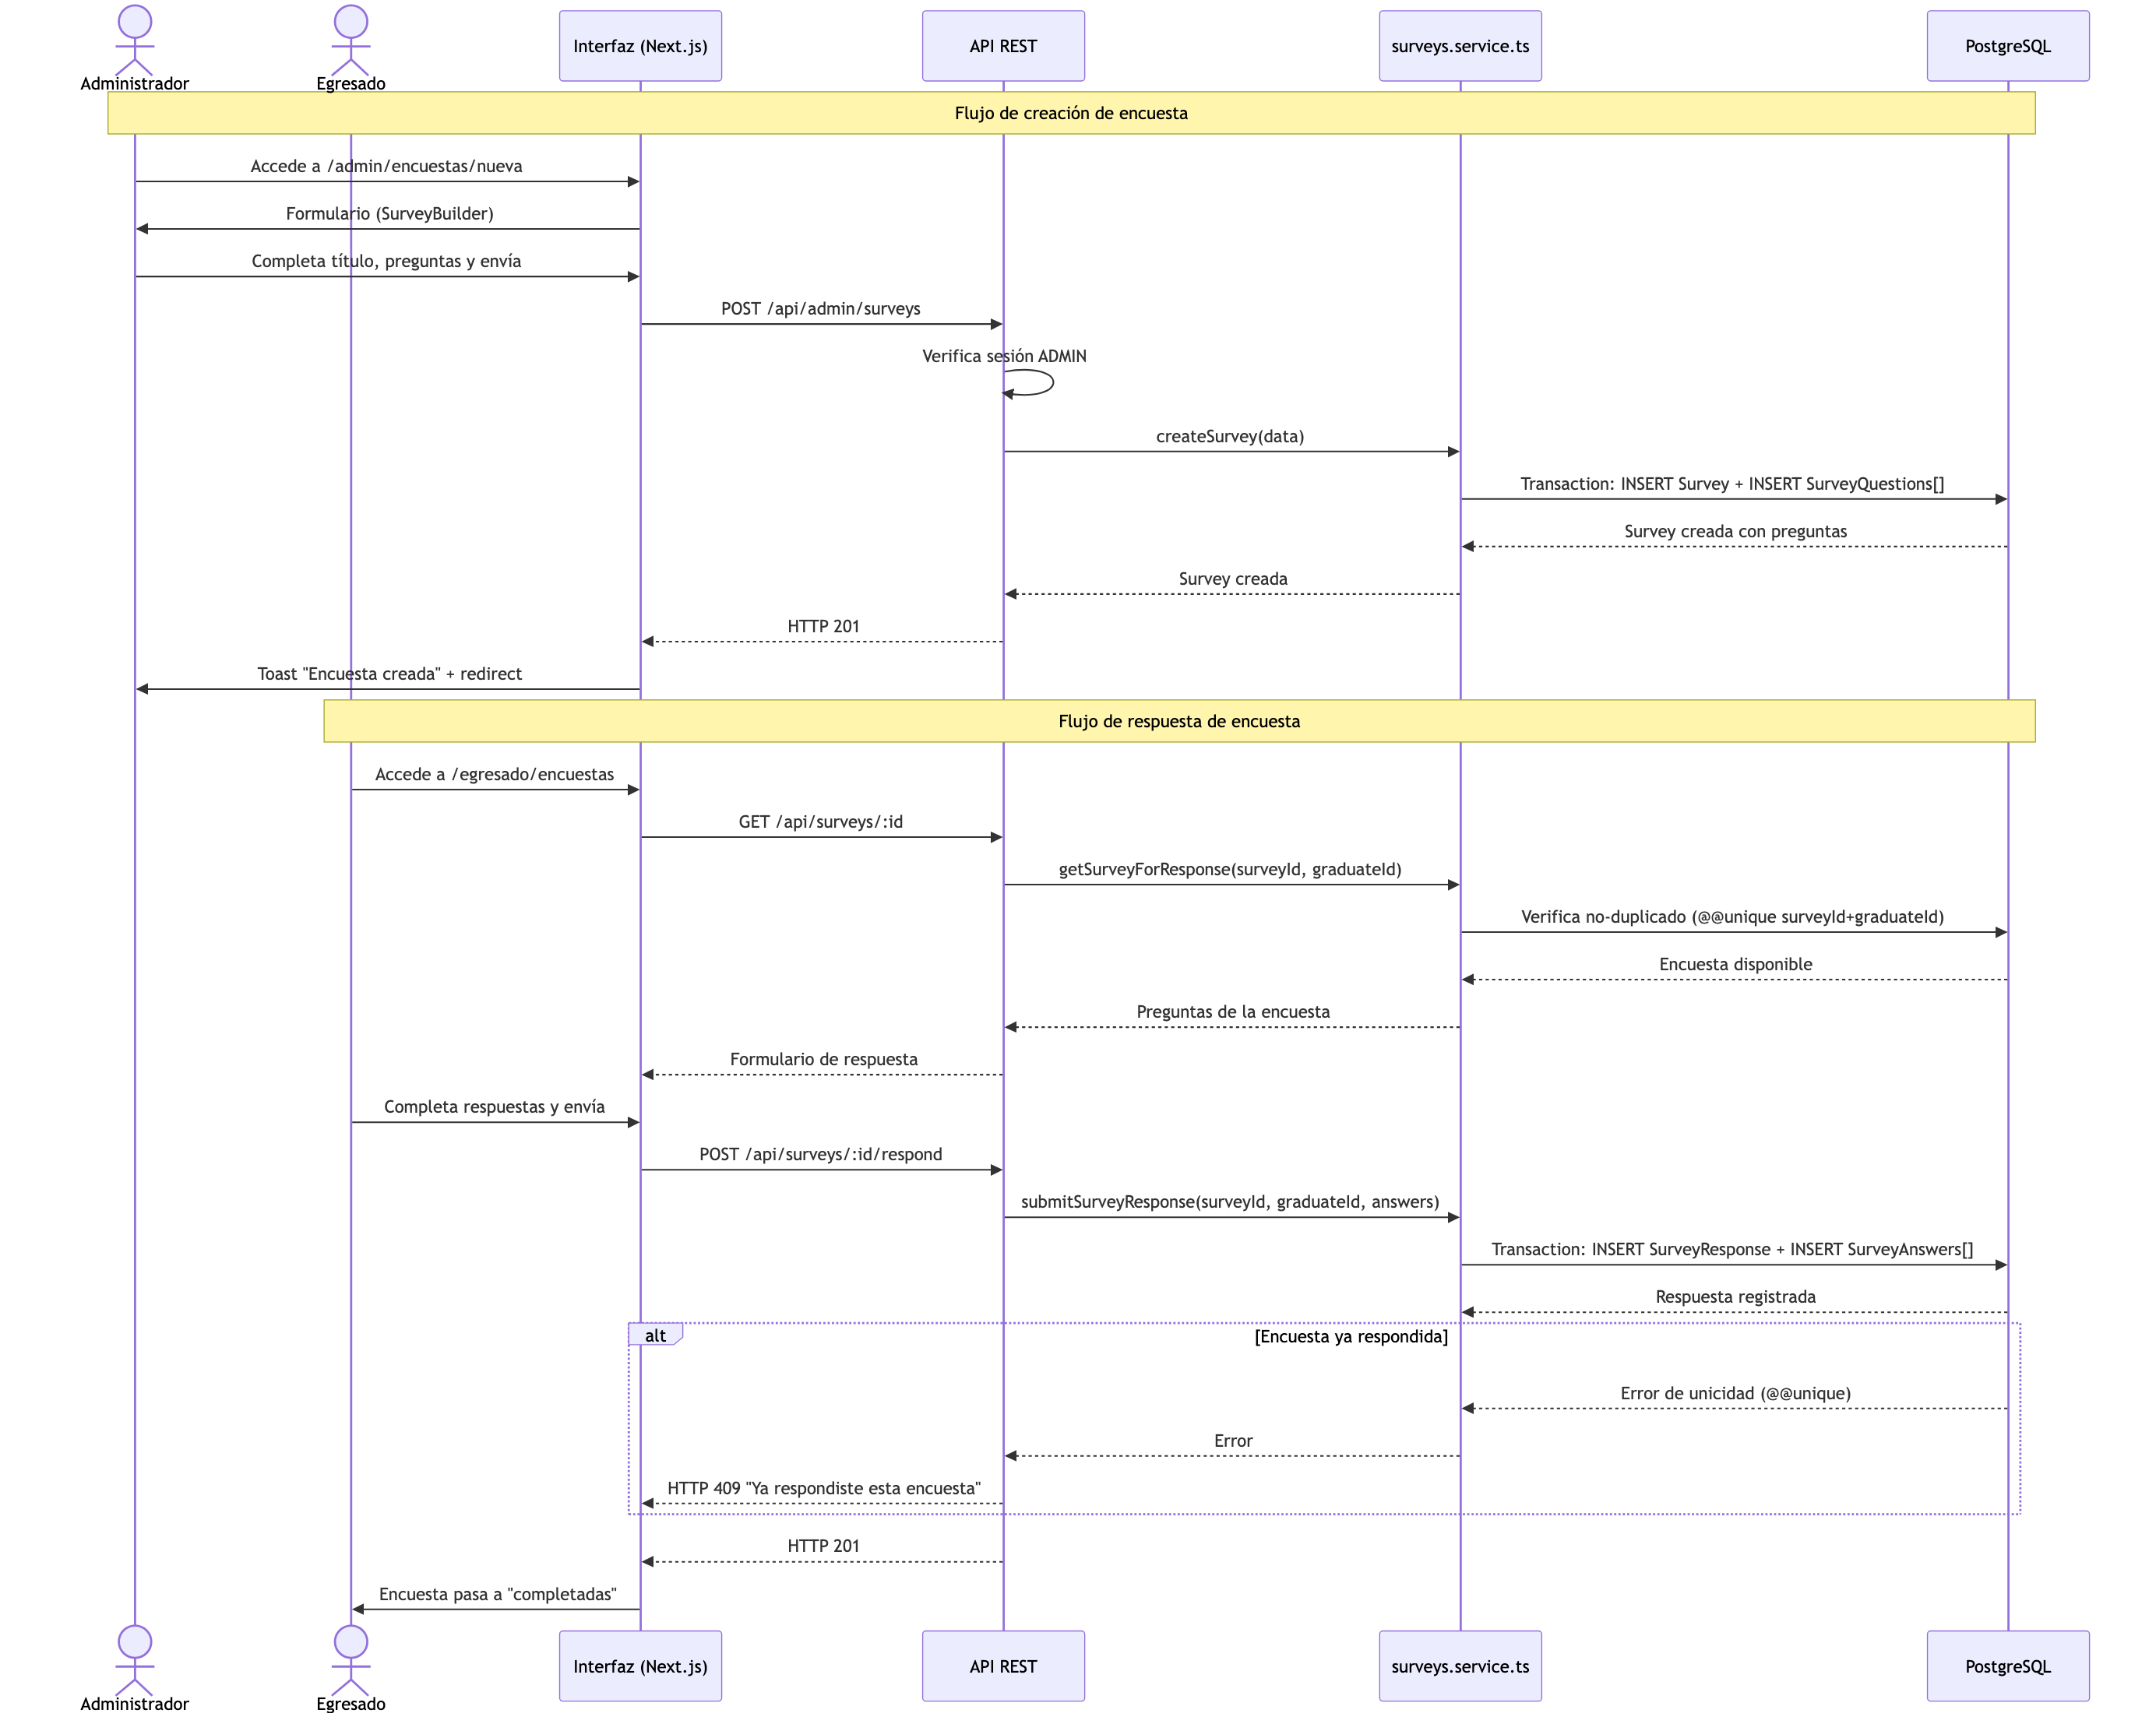 Administrador
Egresado
Interfaz (Next.js)
API REST
surveys.service.ts
PostgreSQL
Flujo de creación de encuesta
Accede a /admin/encuestas/nueva
Formulario (SurveyBuilder)
Completa título, preguntas y envía
POST /api/admin/surveys
Verifica sesión ADMIN
createSurvey(data)
Transaction: INSERT Survey + INSERT SurveyQuestions[]
Survey creada con preguntas
Survey creada
HTTP 201
Toast "Encuesta creada" + redirect
Flujo de respuesta de encuesta
Accede a /egresado/encuestas
GET /api/surveys/:id
getSurveyForResponse(surveyId, graduateId)
Verifica no-duplicado (@@unique surveyId+graduateId)
Encuesta disponible
Preguntas de la encuesta
Formulario de respuesta
Completa respuestas y envía
POST /api/surveys/:id/respond
submitSurveyResponse(surveyId, graduateId, answers)
Transaction: INSERT SurveyResponse + INSERT SurveyAnswers[]
Respuesta registrada
alt
[Encuesta ya respondida]
Error de unicidad (@@unique)
Error
HTTP 409 "Ya respondiste esta encuesta"
HTTP 201
Encuesta pasa a "completadas"
Administrador
Egresado
Interfaz (Next.js)
API REST
surveys.service.ts
PostgreSQL